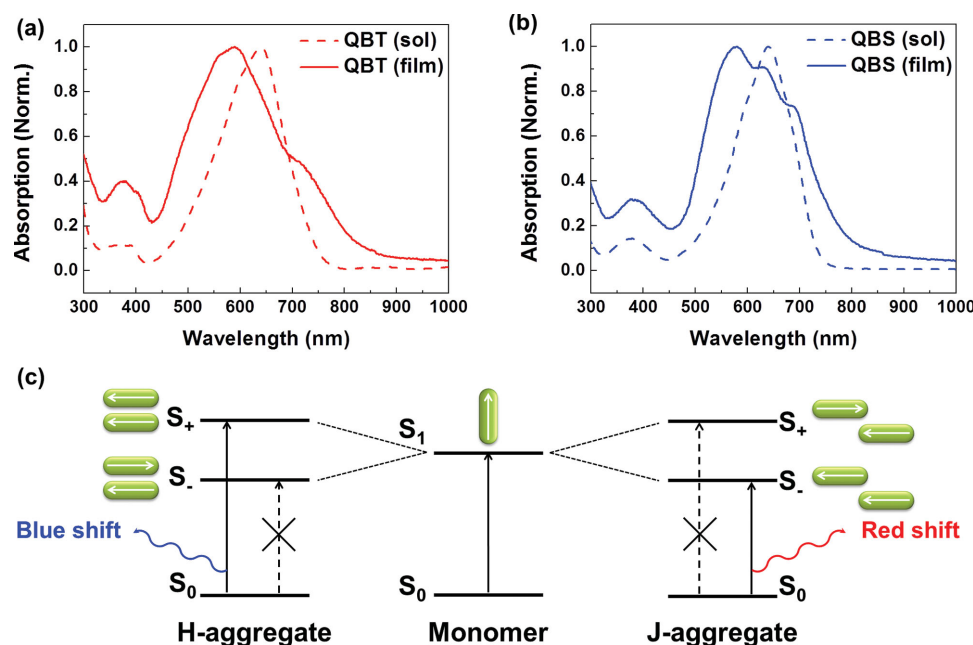 (a)
QBT (sol)
QBT (film)
Absorption (Norm.)
1.0
0.8
0.6
0.4
0.2
0.0
300 400 500 600 700 800 900 1000
Wavelength (nm)
(b)
QBS (sol)
QBS (film)
Absorption (Norm.)
1.0
0.8
0.6
0.4
0.2
0.0
300 400 500 600 700 800 900 1000
Wavelength (nm)
(c)
S+
S-
Blue shift
S0
H-aggregate
S1
S0
Monomer
S+
S-
Red shift
S0
J-aggregate